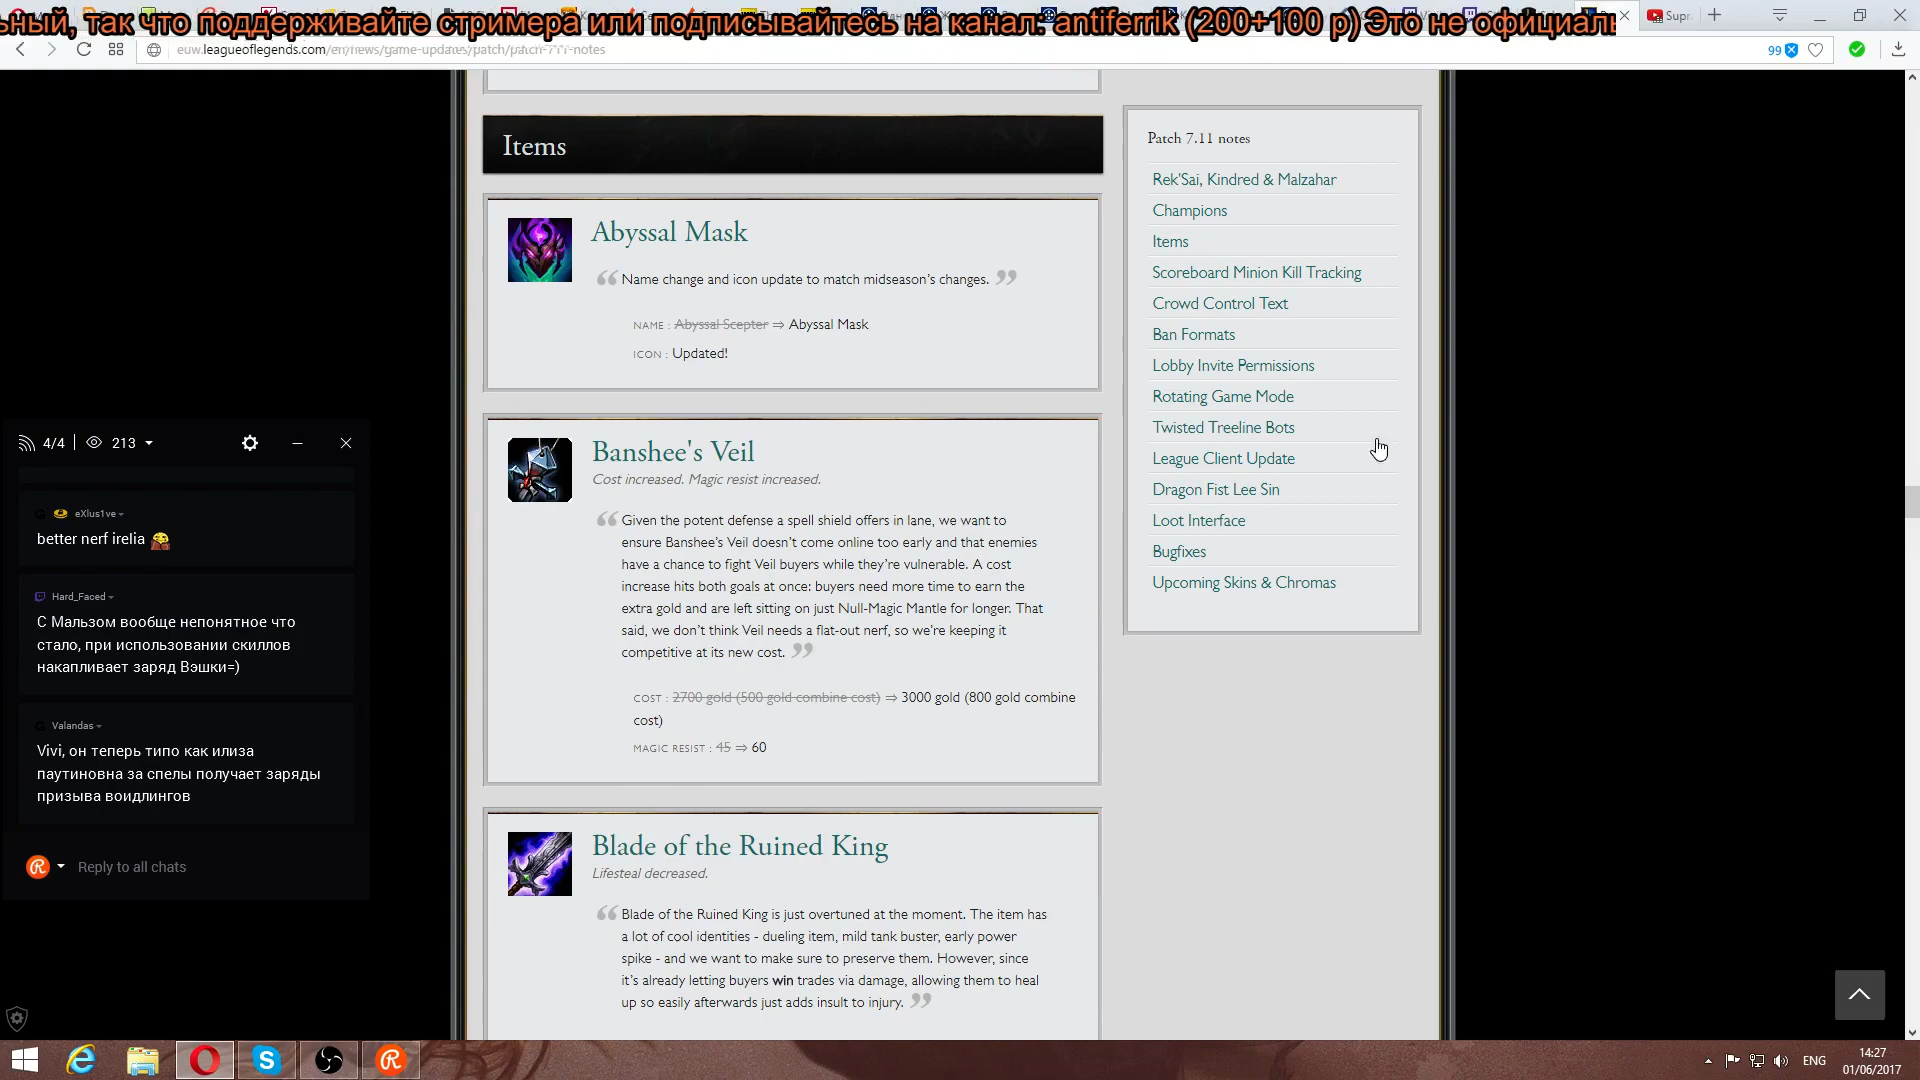 ьный, так что поддерживайте стримера или подписывайтесь на канал: antiferrik (200+100 р) Это не официаль
euw.leagueoflegends.com/en/news/game-updates/patch/patch-711-notes
99
Items
Abyssal Mask
Name change and icon update to match midseason's changes.
NAME : Abyssal Scepter ⇒ Abyssal Mask
ICON : Updated!
Banshee's Veil
Cost increased. Magic resist increased.
Given the potent defense a spell shield offers in lane, we want to
ensure Banshee's Veil doesn't come online too early and that enemies
have a chance to fight Veil buyers while they're vulnerable. A cost
increase hits both goals at once: buyers need more time to earn the
extra gold and are left sitting on just Null-Magic Mantle for longer. That
said, we don't think Veil needs a flat-out nerf, so we're keeping it
competitive at its new cost.
COST : 2700 gold (500 gold combine cost) ⇒ 3000 gold (800 gold combine
cost)
MAGIC RESIST : 45 ⇒ 60
Blade of the Ruined King
Lifesteal decreased.
Blade of the Ruined King is just overtuned at the moment. The item has
a lot of cool identities - dueling item, mild tank buster, early power
spike - and we want to make sure to preserve them. However, since
it's already letting buyers win trades via damage, allowing them to heal
up so easily afterwards just adds insult to injury.
Patch 7.11 notes
Rek'Sai, Kindred & Malzahar
Champions
Items
Scoreboard Minion Kill Tracking
Crowd Control Text
Ban Formats
Lobby Invite Permissions
Rotating Game Mode
Twisted Treeline Bots
League Client Update
Dragon Fist Lee Sin
Loot Interface
Bugfixes
Upcoming Skins & Chromas
4/4 213
eXlus1ve
better nerf irelia
Hard_Faced
С Мальзом вообще непонятное что
стало, при использовании скиллов
накапливает заряд Вэшки=)
Valandas
Vivi, он теперь типо как илиза
паутиновна за спелы получает заряды
призыва воидлингов
Reply to all chats
ENG
14:27
01/06/2017